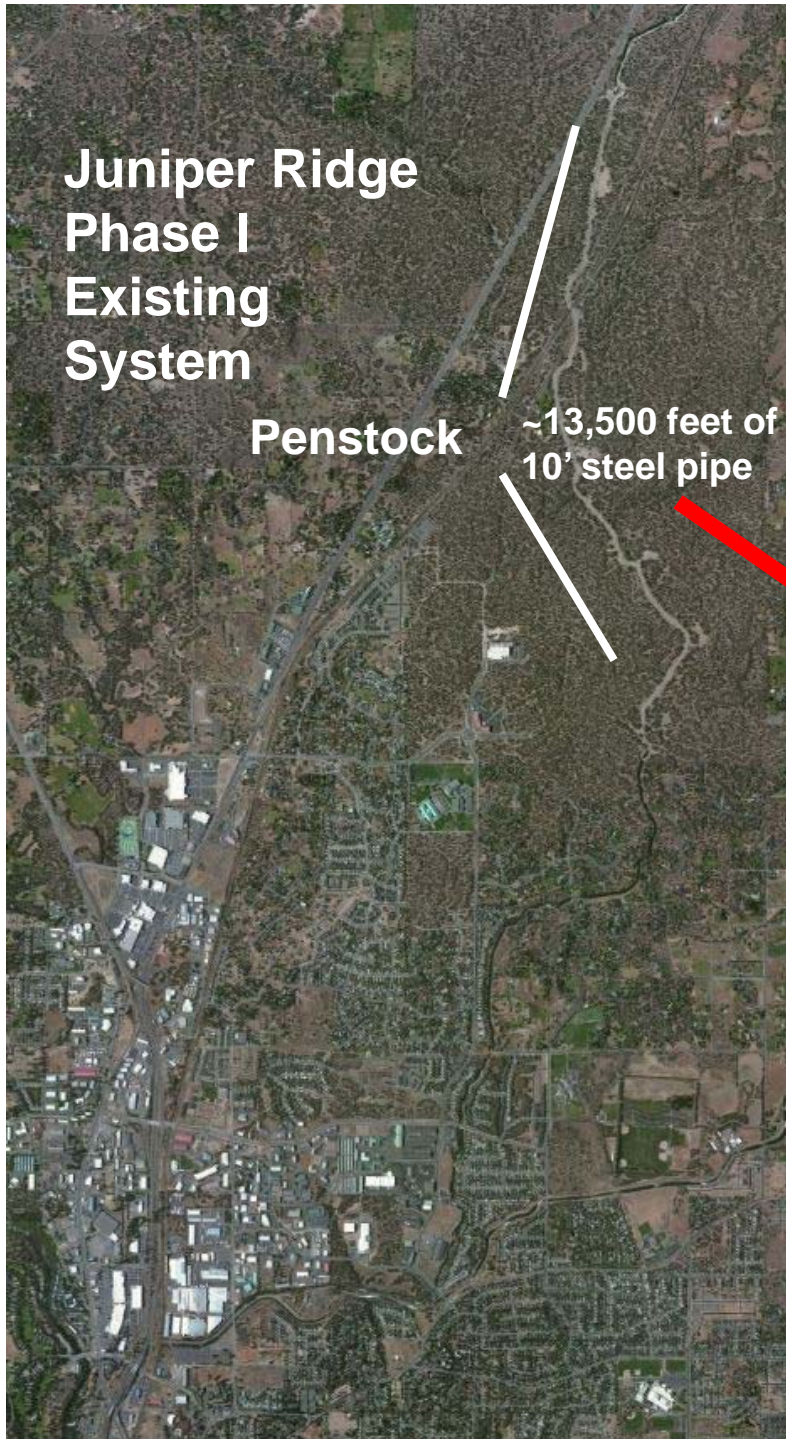 Juniper Ridge
Phase I
Existing
System
Penstock
~13,500 feet of
10’ steel pipe